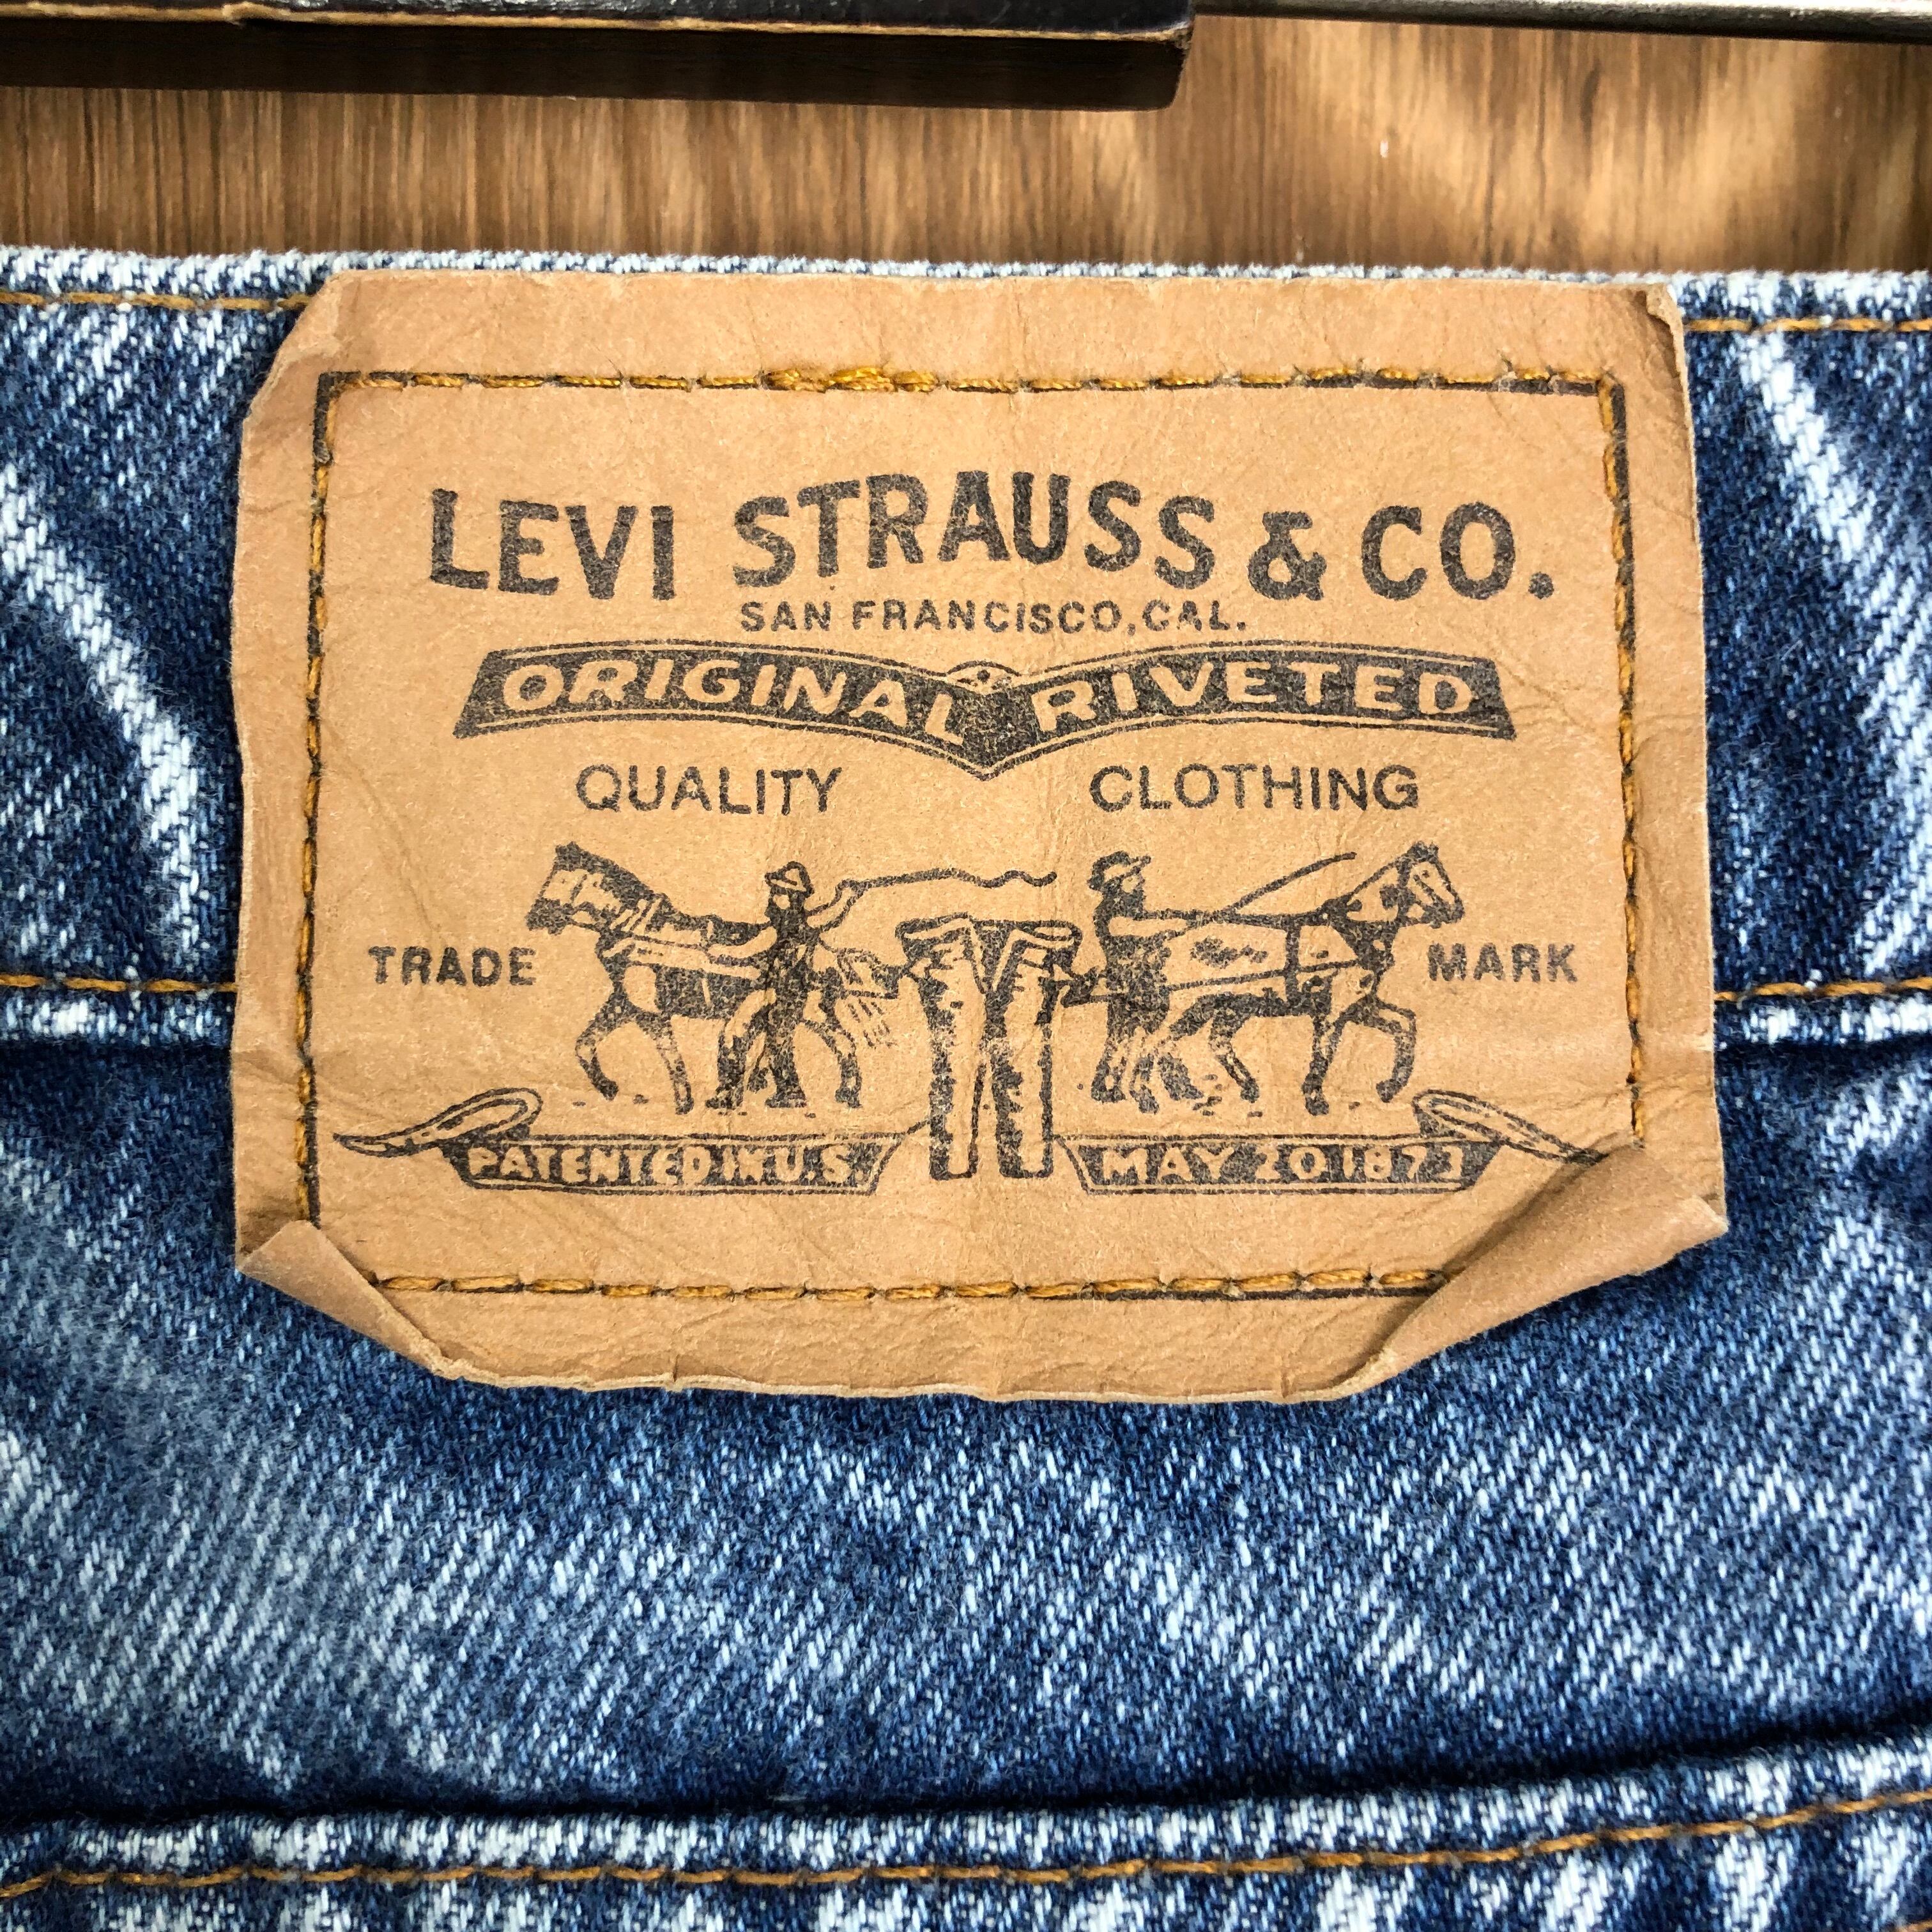 LEVI STRAUSS & CO.
SAN FRANCISCO, CAL.
ORIGINAL RIVETED
QUALITY CLOTHING
TRADE MARK
PATENTED IN U.S. MAY 20 1873